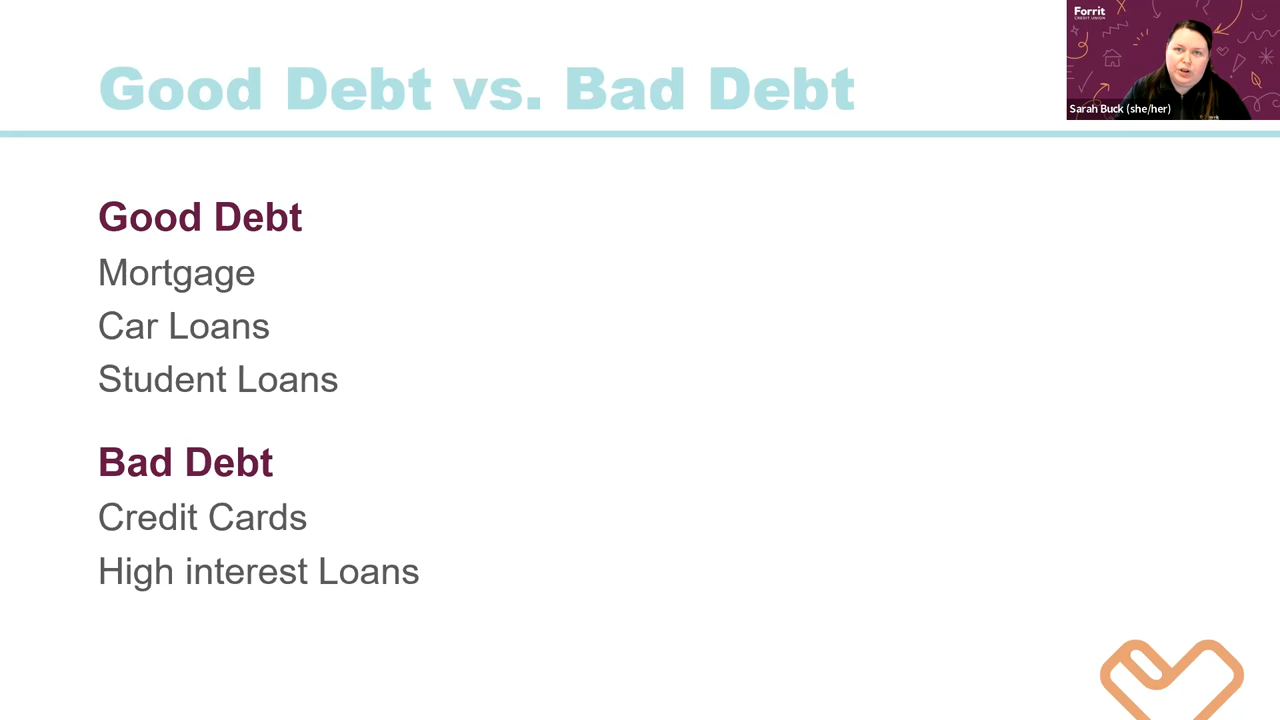 Good Debt vs. Bad Debt
Forrit
CREDIT UNION
Sarah Buck (she/her)
Good Debt
Mortgage
Car Loans
Student Loans
Bad Debt
Credit Cards
High interest Loans